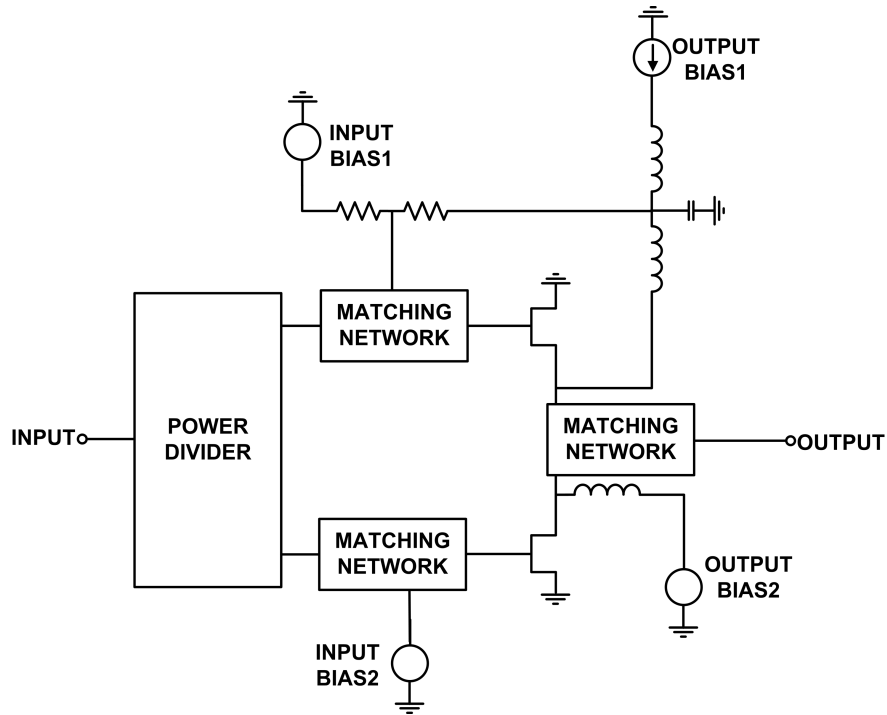 OUTPUT
BIAS1
INPUT
BIAS1
MATCHING
NETWORK
POWER
DIVIDER
INPUT
MATCHING
NETWORK
OUTPUT
MATCHING
NETWORK
OUTPUT
BIAS2
INPUT
BIAS2